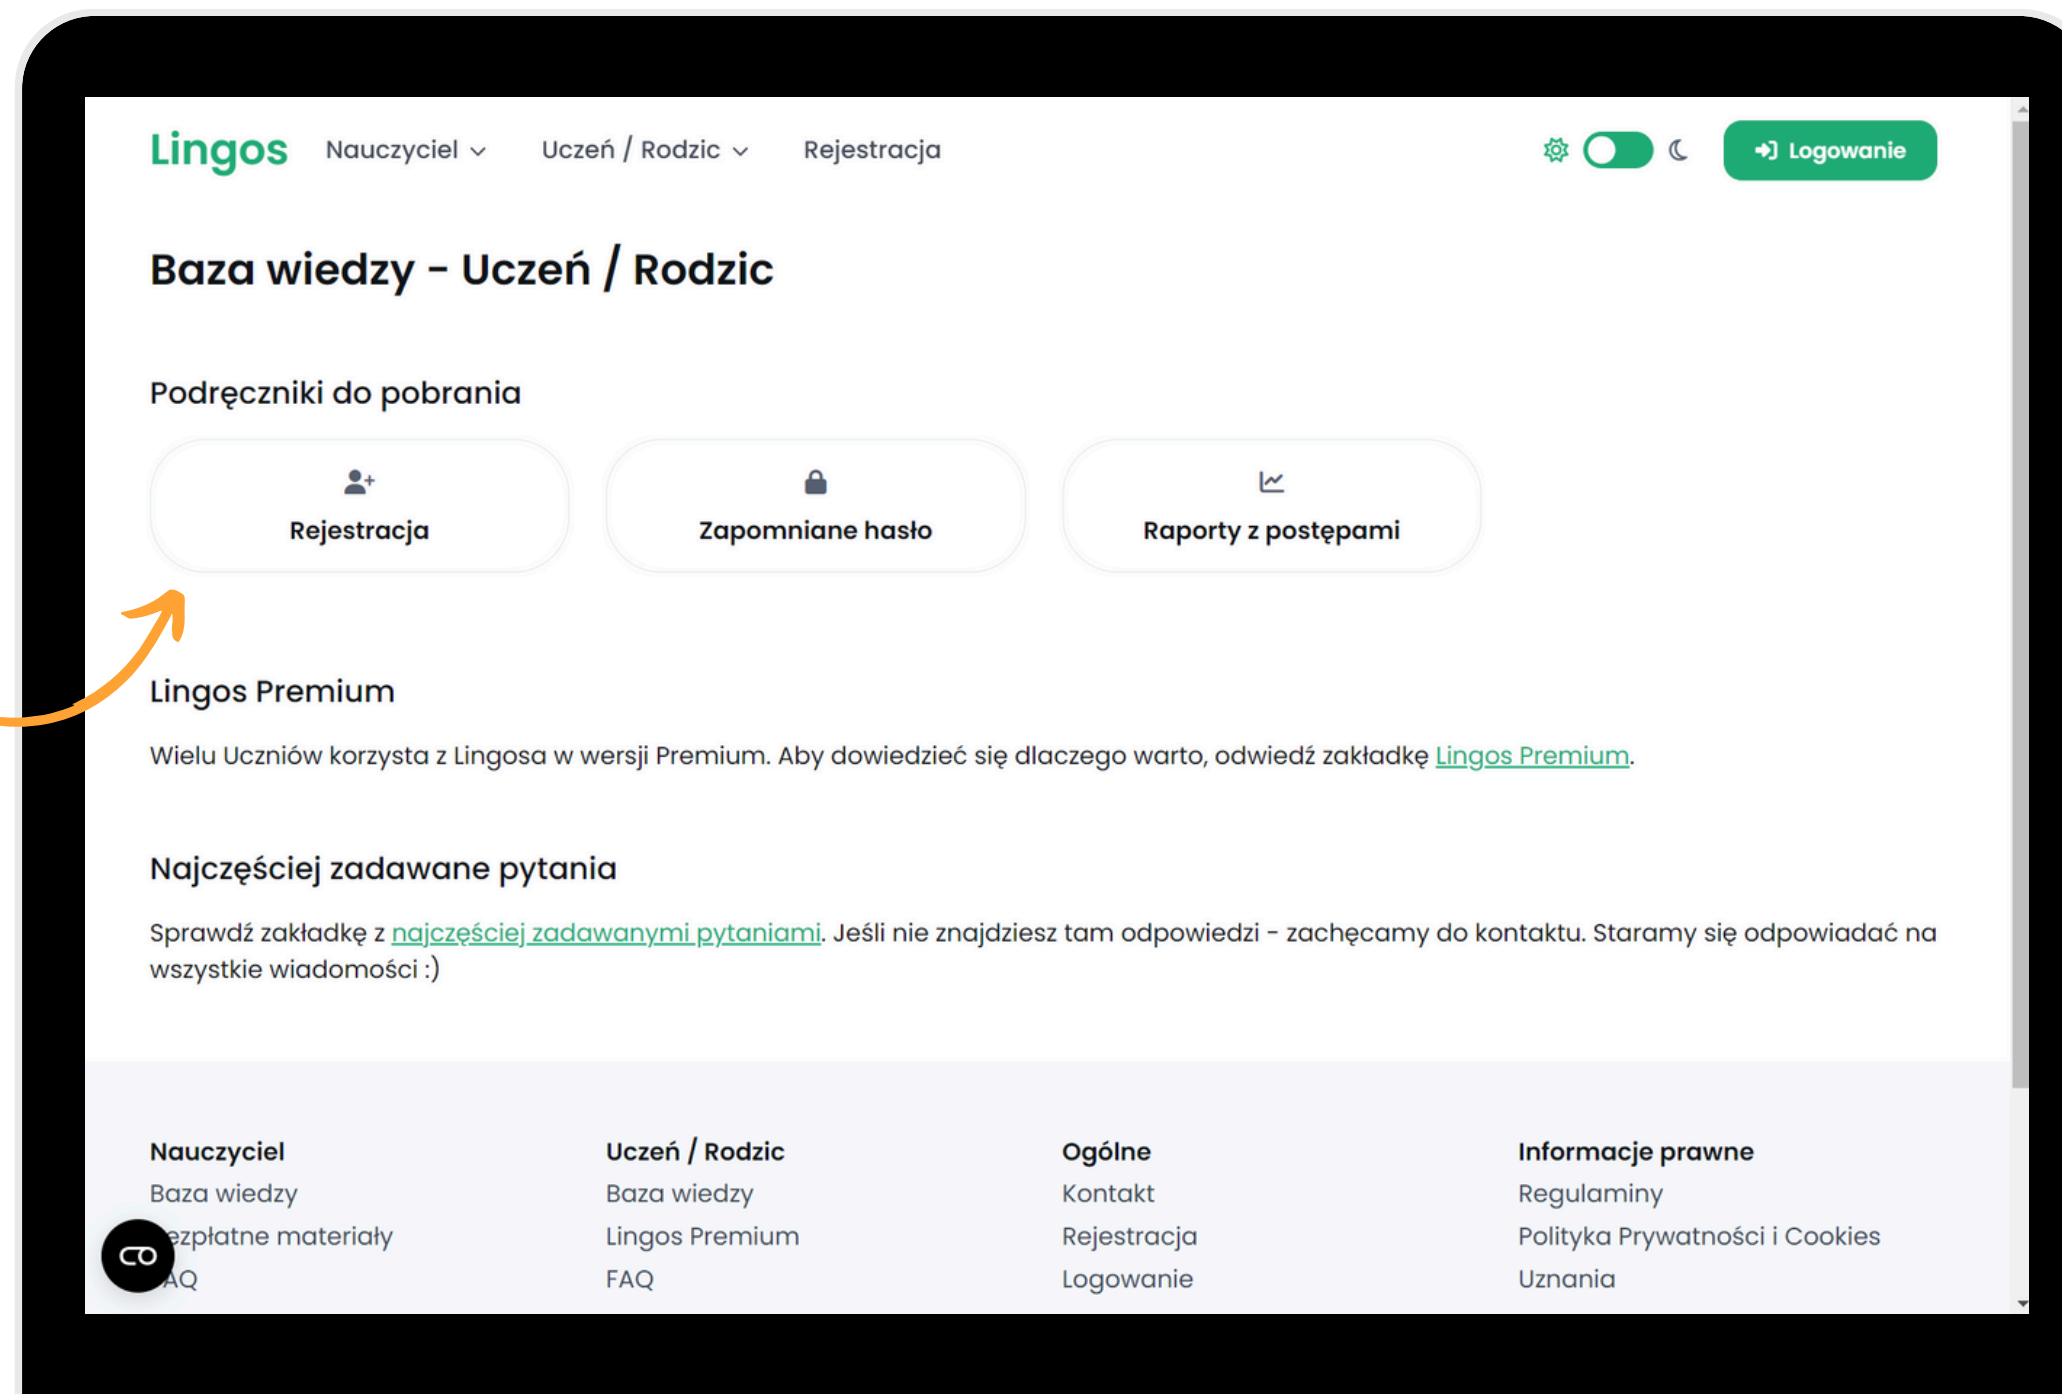 Lingos
Nauczyciel
Uczeń / Rodzic
Rejestracja
Logowanie
Baza wiedzy - Uczeń / Rodzic
Podręczniki do pobrania
Rejestracja
Zapomniane hasło
Raporty z postępami
Lingos Premium
Wielu Uczniów korzysta z Lingosa w wersji Premium. Aby dowiedzieć się dlaczego warto, odwiedź zakładkę Lingos Premium.
Najczęściej zadawane pytania
Sprawdź zakładkę z najczęściej zadawanymi pytaniami. Jeśli nie znajdziesz tam odpowiedzi - zachęcamy do kontaktu. Staramy się odpowiadać na
wszystkie wiadomości :)
Nauczyciel
Baza wiedzy
ezpłatne materiały
AQ
Uczeń / Rodzic
Baza wiedzy
Lingos Premium
FAQ
Ogólne
Kontakt
Rejestracja
Logowanie
Informacje prawne
Regulaminy
Polityka Prywatności i Cookies
Uznania